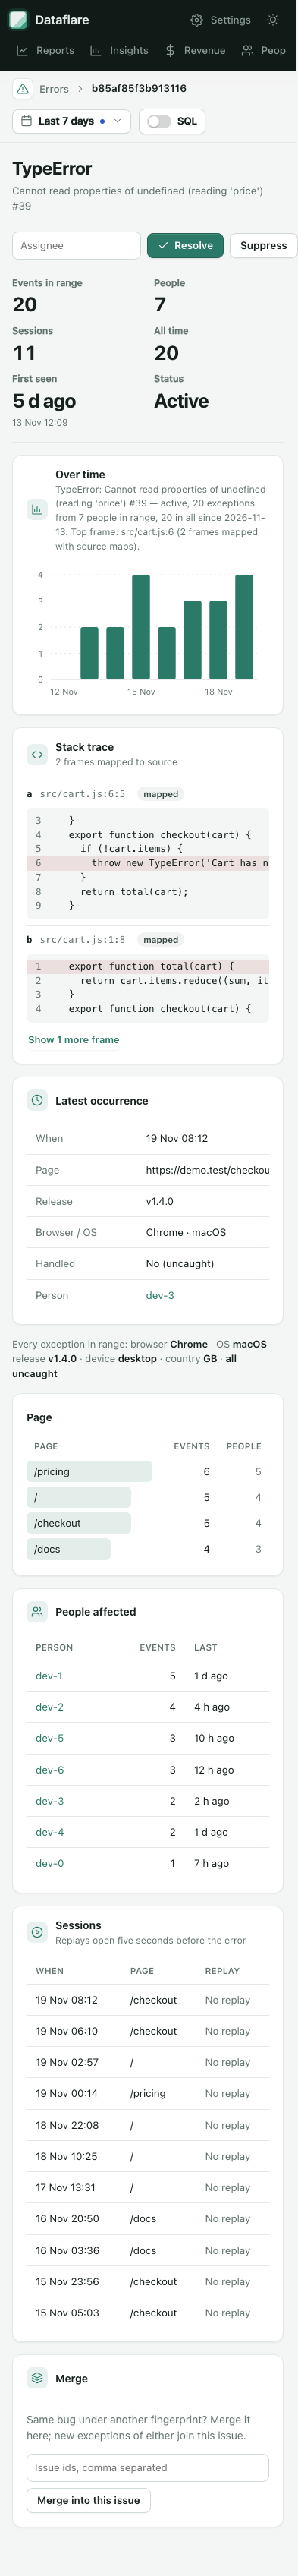 Dataflare
Settings
Reports
Insights
Revenue
Peop
Errors
b85af85f3b913116
Last 7 days
SQL
TypeError
Cannot read properties of undefined (reading 'price')
#39
Assignee
Resolve
Suppress
Events in range
People
20
7
Sessions
All time
11
20
First seen
Status
5 d ago
Active
13 Nov 12:09
Over time
TypeError: Cannot read properties of undefined
(reading 'price') #39 — active, 20 exceptions
from 7 people in range, 20 in all since 2026-11-
13. Top frame: src/cart.js:6 (2 frames mapped
with source maps).
4
3
2
1
0
12 Nov
15 Nov
18 Nov
Stack trace
2 frames mapped to source
a src/cart.js:6:5 mapped
3 }
4 export function checkout(cart) {
5 if (!cart.items) {
6 throw new TypeError('Cart has n
7 }
8 return total(cart);
9 }
b src/cart.js:1:8 mapped
1 export function total(cart) {
2 return cart.items.reduce((sum, it
3 }
4 export function checkout(cart) {
Show 1 more frame
Latest occurrence
When 19 Nov 08:12
Page https://demo.test/checkou
Release v1.4.0
Browser / OS Chrome · macOS
Handled No (uncaught)
Person dev-3
Every exception in range: browser Chrome · OS macOS ·
release v1.4.0 · device desktop · country GB · all
uncaught
Page
PAGE EVENTS PEOPLE
/pricing 6 5
/ 5 4
/checkout 5 4
/docs 4 3
People affected
PERSON EVENTS LAST
dev-1 5 1 d ago
dev-2 4 4 h ago
dev-5 3 10 h ago
dev-6 3 12 h ago
dev-3 2 2 h ago
dev-4 2 1 d ago
dev-0 1 7 h ago
Sessions
Replays open five seconds before the error
WHEN PAGE REPLAY
19 Nov 08:12 /checkout No replay
19 Nov 06:10 /checkout No replay
19 Nov 02:57 / No replay
19 Nov 00:14 /pricing No replay
18 Nov 22:08 / No replay
18 Nov 10:25 / No replay
17 Nov 13:31 / No replay
16 Nov 20:50 /docs No replay
16 Nov 03:36 /docs No replay
15 Nov 23:56 /checkout No replay
15 Nov 05:03 /checkout No replay
Merge
Same bug under another fingerprint? Merge it
here; new exceptions of either join this issue.
Issue ids, comma separated
Merge into this issue